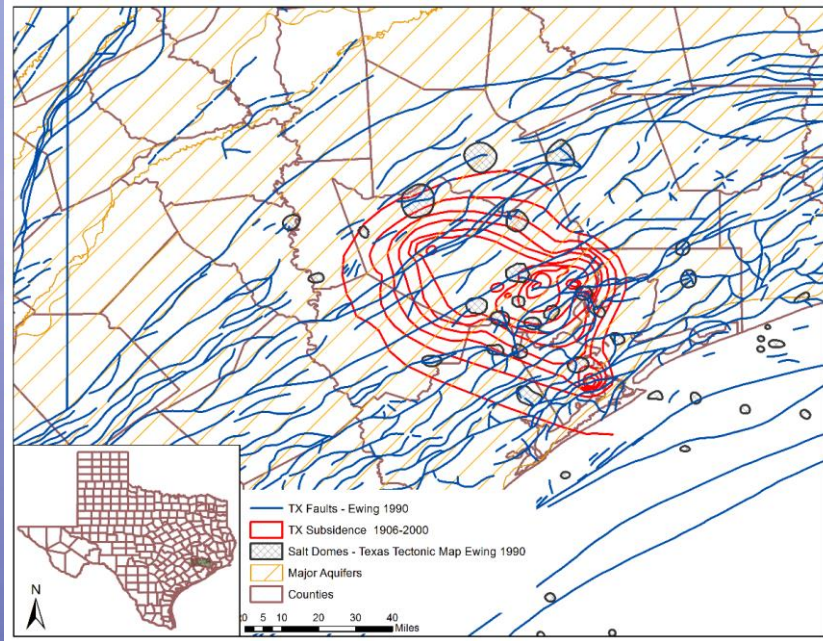 TX Faults - Ewing 1990
TX Subsidence 1906-2000
Salt Domes - Texas Tectonic Map Ewing 1990
Major Aquifers
Counties
N
0 5 10 20 30 40
Miles